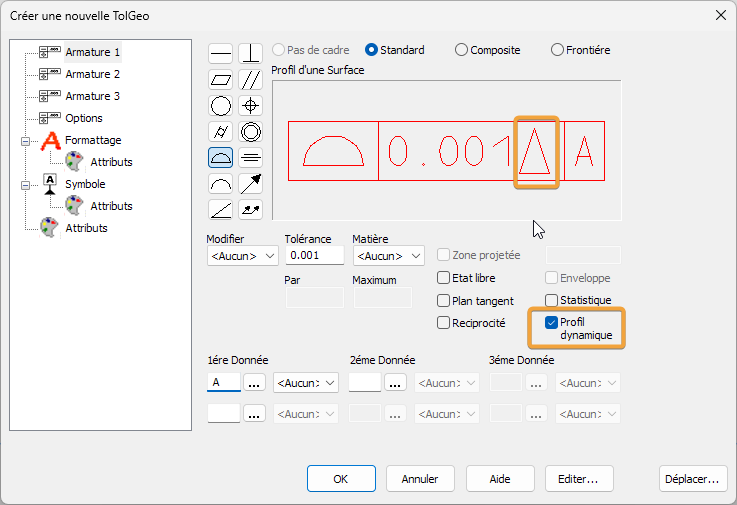 Créer une nouvelle TolGeo
Armature 1
Armature 2
Armature 3
Options
Formattage
Attributs
Symbole
Attributs
Attributs
Pas de cadre
Standard
Composite
Frontiére
Profil d'une Surface
0.001 A
Modifier
Tolérance
Matière
<Aucun>
0.001
<Aucun>
Par
Maximum
Zone projetée
Etat libre
Enveloppe
Plan tangent
Statistique
Reciprocité
Profil
dynamique
1ére Donnée
2éme Donnée
3éme Donnée
A
...
<Aucun>
...
<Aucun>
...
<Aucun>
...
<Aucun>
...
<Aucun>
...
<Aucun>
OK
Annuler
Aide
Editer...
Déplacer...